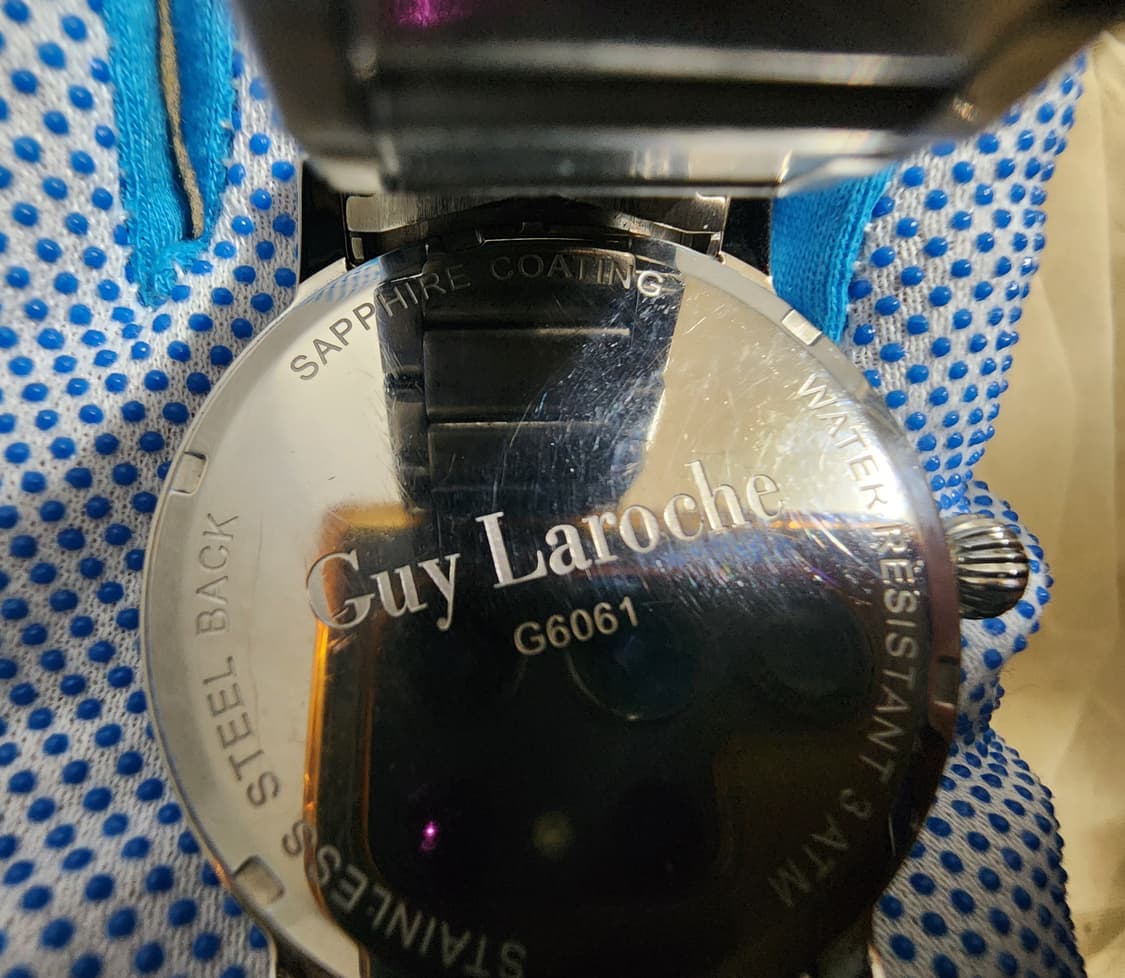 SAPPHIRE COATING
WATER RESISTANT 3 ATM
STAINLESS STEEL BACK
Guy Laroche
G6061